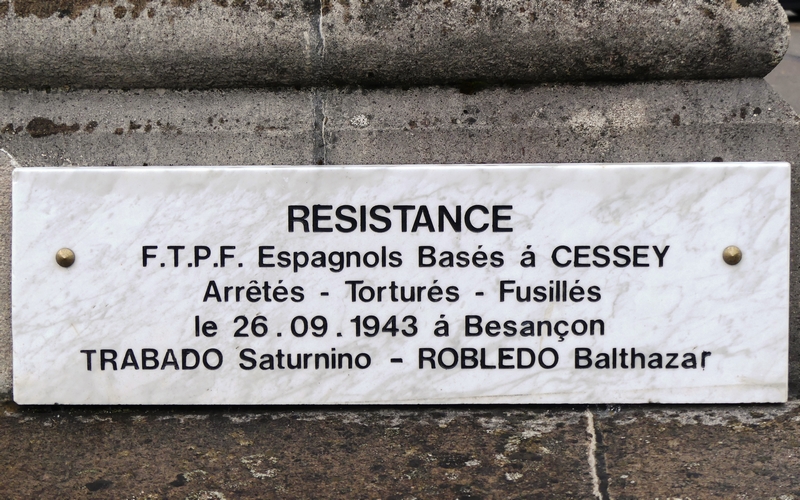 RESISTANCE
F.T.P.F. Espagnols Basés á CESSEY
Arrêtés - Torturés - Fusillés
le 26.09.1943 á Besançon
TRABADO Saturnino - ROBLEDO Balthazar